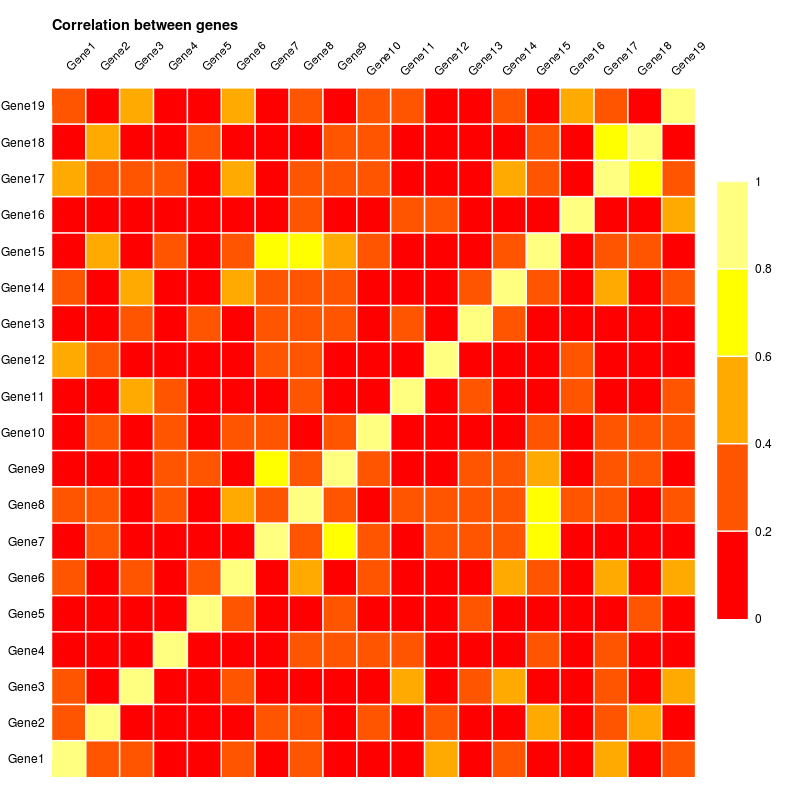 Correlation between genes
Gene1 Gene2 Gene3 Gene4 Gene5 Gene6 Gene7 Gene8 Gene9 Gene10 Gene11 Gene12 Gene13 Gene14 Gene15 Gene16 Gene17 Gene18 Gene19
Gene19
Gene18
Gene17
Gene16
Gene15
Gene14
Gene13
Gene12
Gene11
Gene10
Gene9
Gene8
Gene7
Gene6
Gene5
Gene4
Gene3
Gene2
Gene1
1
0.8
0.6
0.4
0.2
0